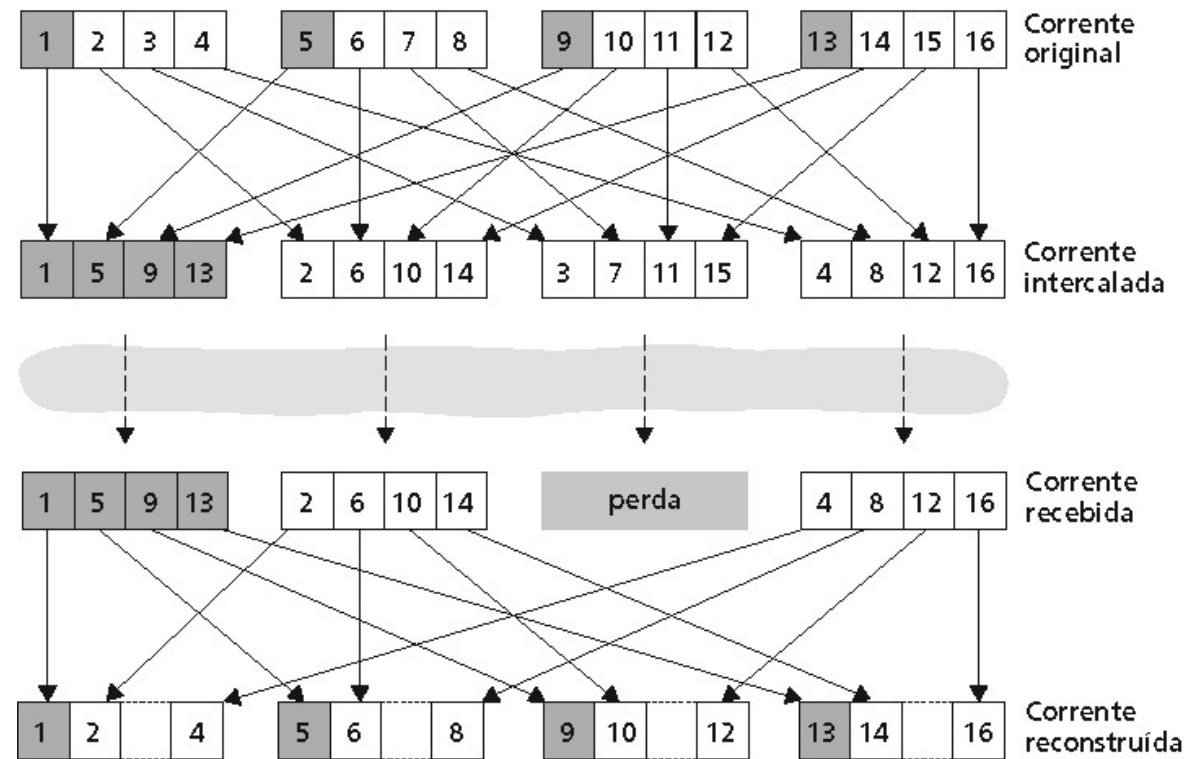 1 2 3 4 5 6 7 8 9 10 11 12 13 14 15 16
Corrente
original
1 5 9 13 2 6 10 14 3 7 11 15 4 8 12 16
Corrente
intercalada
1 5 9 13 2 6 10 14 perda 4 8 12 16
Corrente
recebida
1 2 4 5 6 8 9 10 12 13 14 16
Corrente
reconstruída